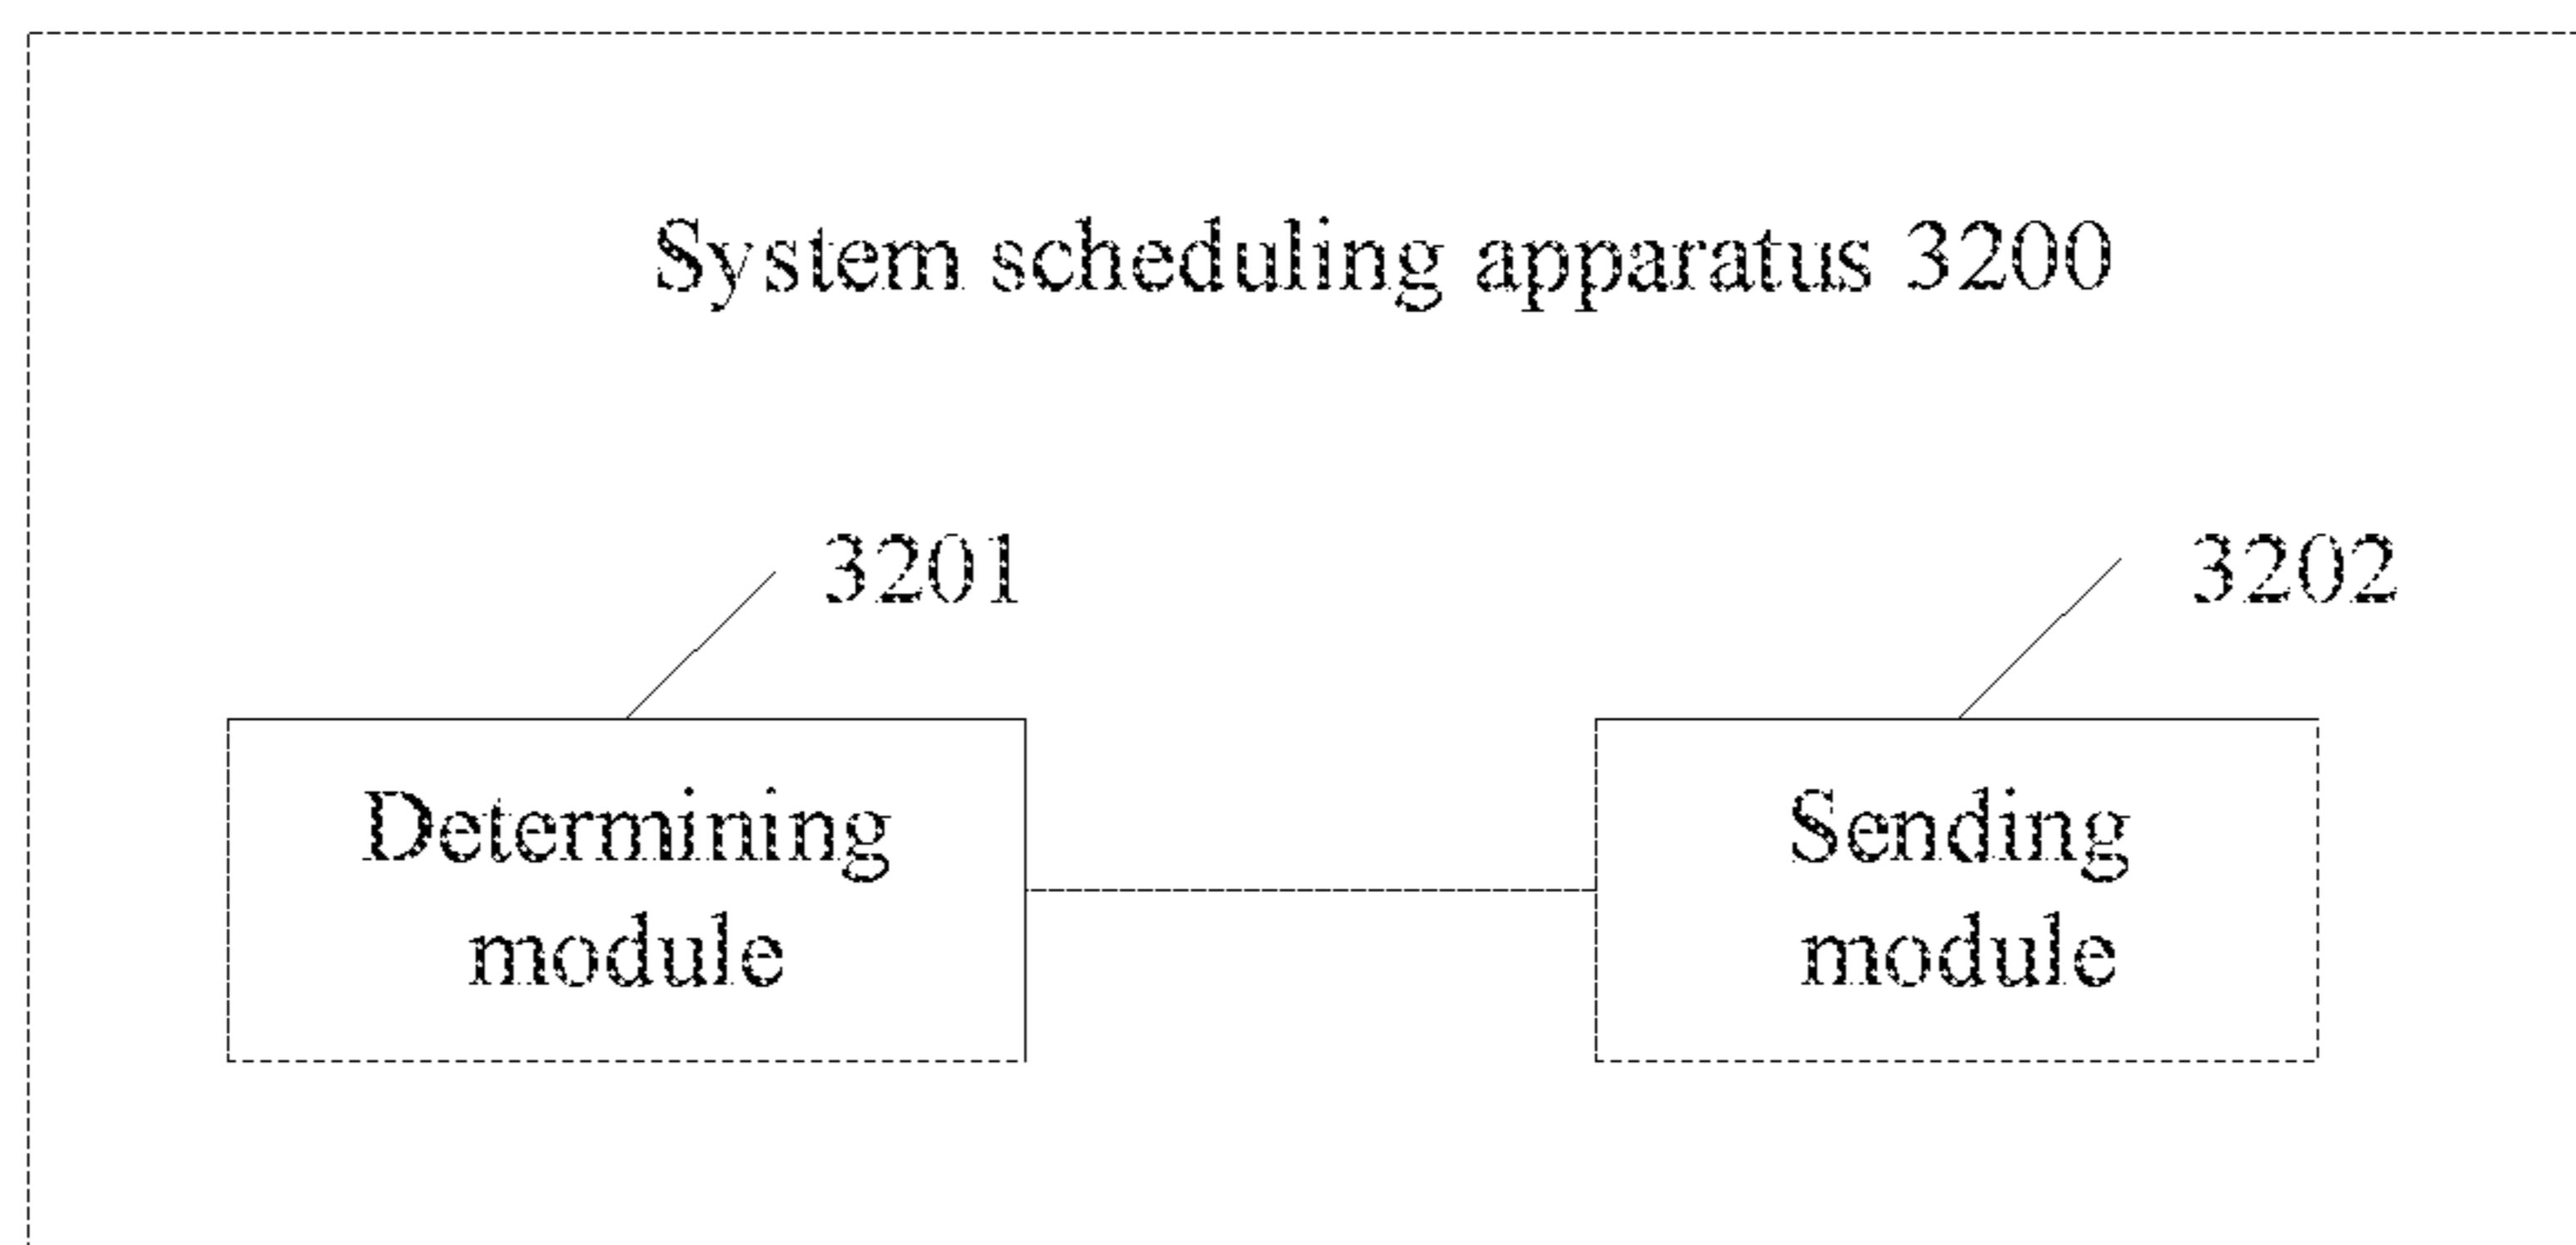 System scheduling apparatus 3200
3201
3202
Determining
module
Sending
module